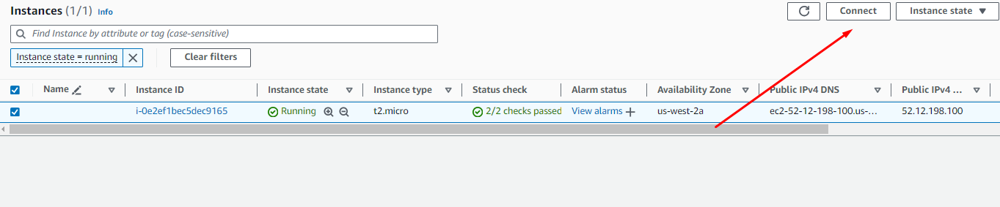 Instances (1/1) Info
Connect
Instance state
Find Instance by attribute or tag (case-sensitive)
Instance state = running
Clear filters
Name Instance ID Instance state Instance type Status check Alarm status Availability Zone Public IPv4 DNS Public IPv4 ...
i-0e2ef1bec5dec9165 Running t2.micro 2/2 checks passed View alarms us-west-2a ec2-52-12-198-100.us-... 52.12.198.100